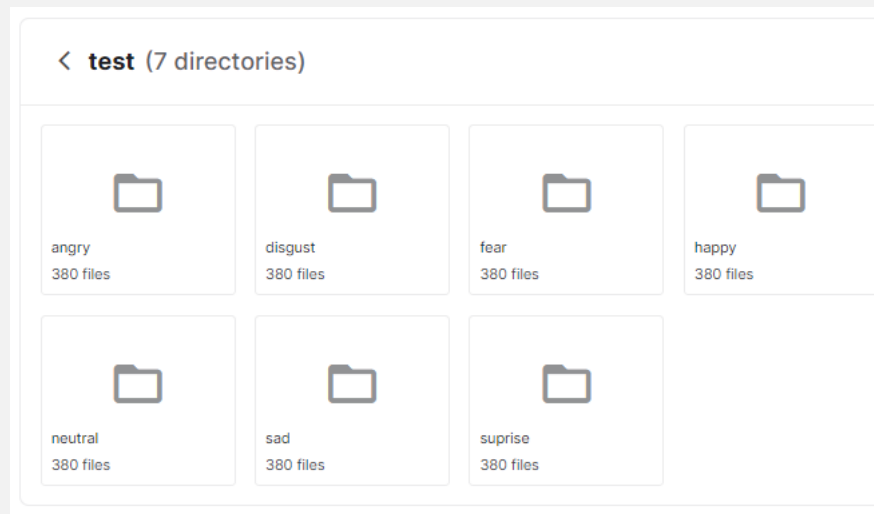 test (7 directories)
angry
380 files
disgust
380 files
fear
380 files
happy
380 files
neutral
380 files
sad
380 files
suprise
380 files